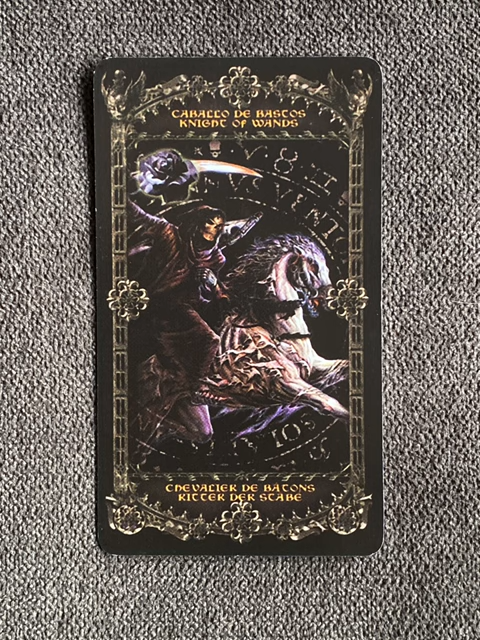 CABALLO DE BASTOS
KNIGHT OF WANDS
CHEVALIER DE BATONS
RITTER DER STABE